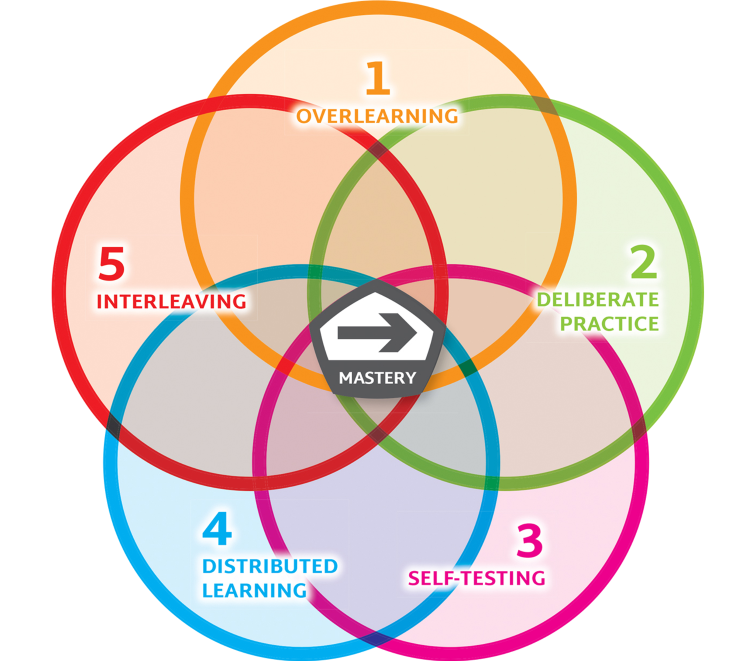 1
OVERLEARNING
2
DELIBERATE
PRACTICE
3
SELF-TESTING
4
DISTRIBUTED
LEARNING
5
INTERLEAVING
MASTERY